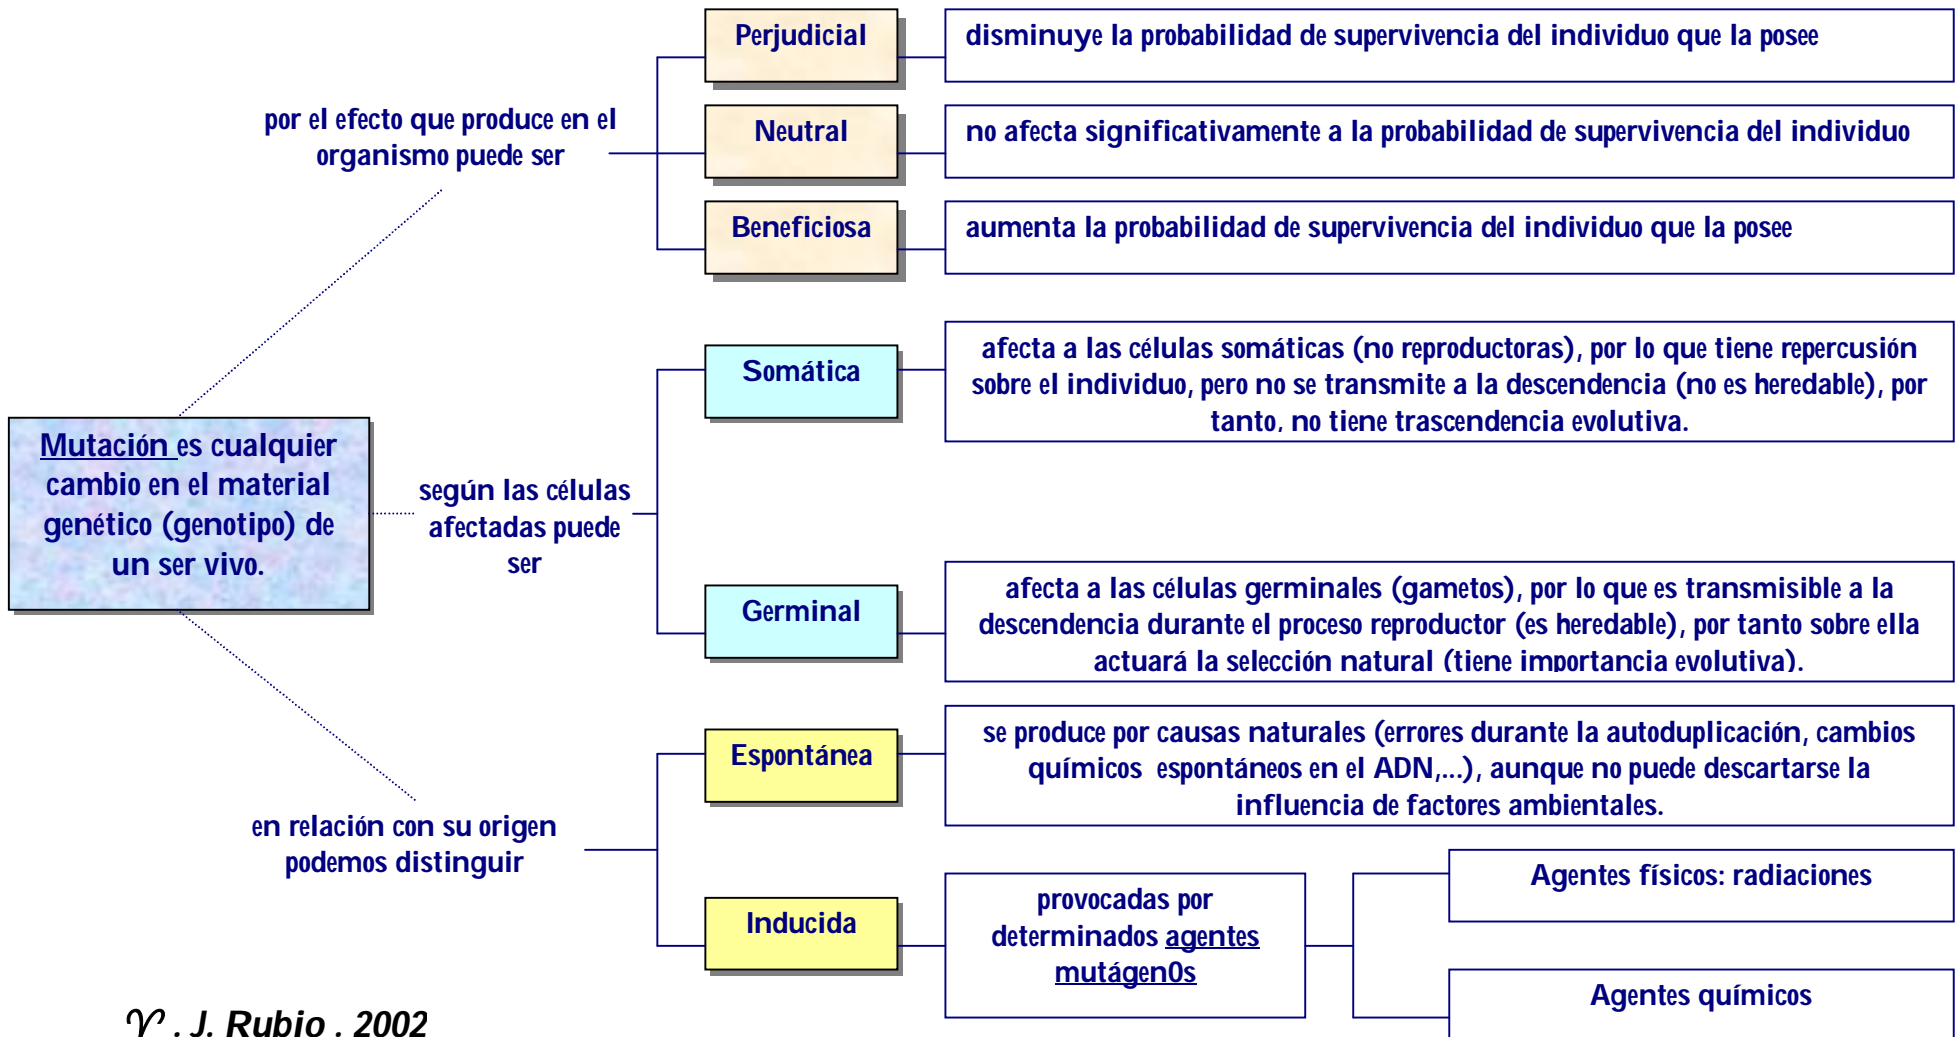 Perjudicial
disminuye la probabilidad de supervivencia del individuo que la posee
por el efecto que produce en el
organismo puede ser
Neutral
no afecta significativamente a la probabilidad de supervivencia del individuo
Beneficiosa
aumenta la probabilidad de supervivencia del individuo que la posee
Mutación es cualquier
cambio en el material
genético (genotipo) de
un ser vivo.
según las células
afectadas puede
ser
Somática
afecta a las células somáticas (no reproductoras), por lo que tiene repercusión
sobre el individuo, pero no se transmite a la descendencia (no es heredable), por
tanto, no tiene trascendencia evolutiva.
Germinal
afecta a las células germinales (gametos), por lo que es transmisible a la
descendencia durante el proceso reproductor (es heredable), por tanto sobre ella
actuará la selección natural (tiene importancia evolutiva).
en relación con su origen
podemos distinguir
Espontánea
se produce por causas naturales (errores durante la autoduplicación, cambios
químicos espontáneos en el ADN,...), aunque no puede descartarse la
influencia de factores ambientales.
Inducida
provocadas por
determinados agentes
mutágen0s
Agentes físicos: radiaciones
Agentes químicos
♈ . J. Rubio . 2002